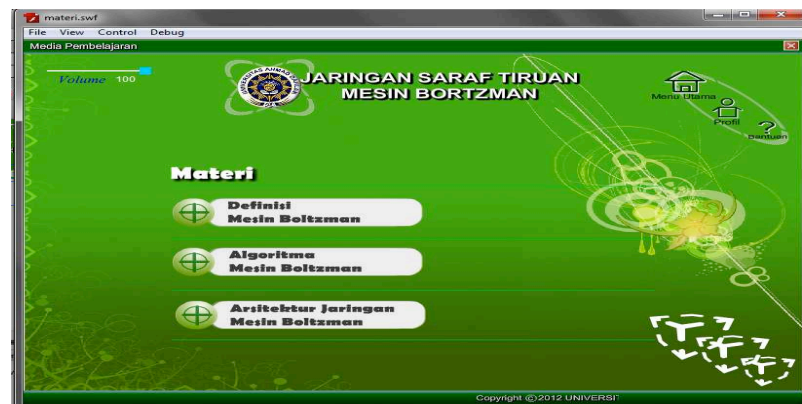 materi.swf
File View Control Debug
Media Pembelajaran
Volume 100
JARINGAN SARAF TIRUAN
MESIN BORTZMAN
Menu Utama
Profil
Bantuan
Materi
Definisi
Mesin Boltzman
Algoritma
Mesin Boltzman
Arsitektur Jaringan
Mesin Boltzman
Copyright ©2012 UNIVERSI